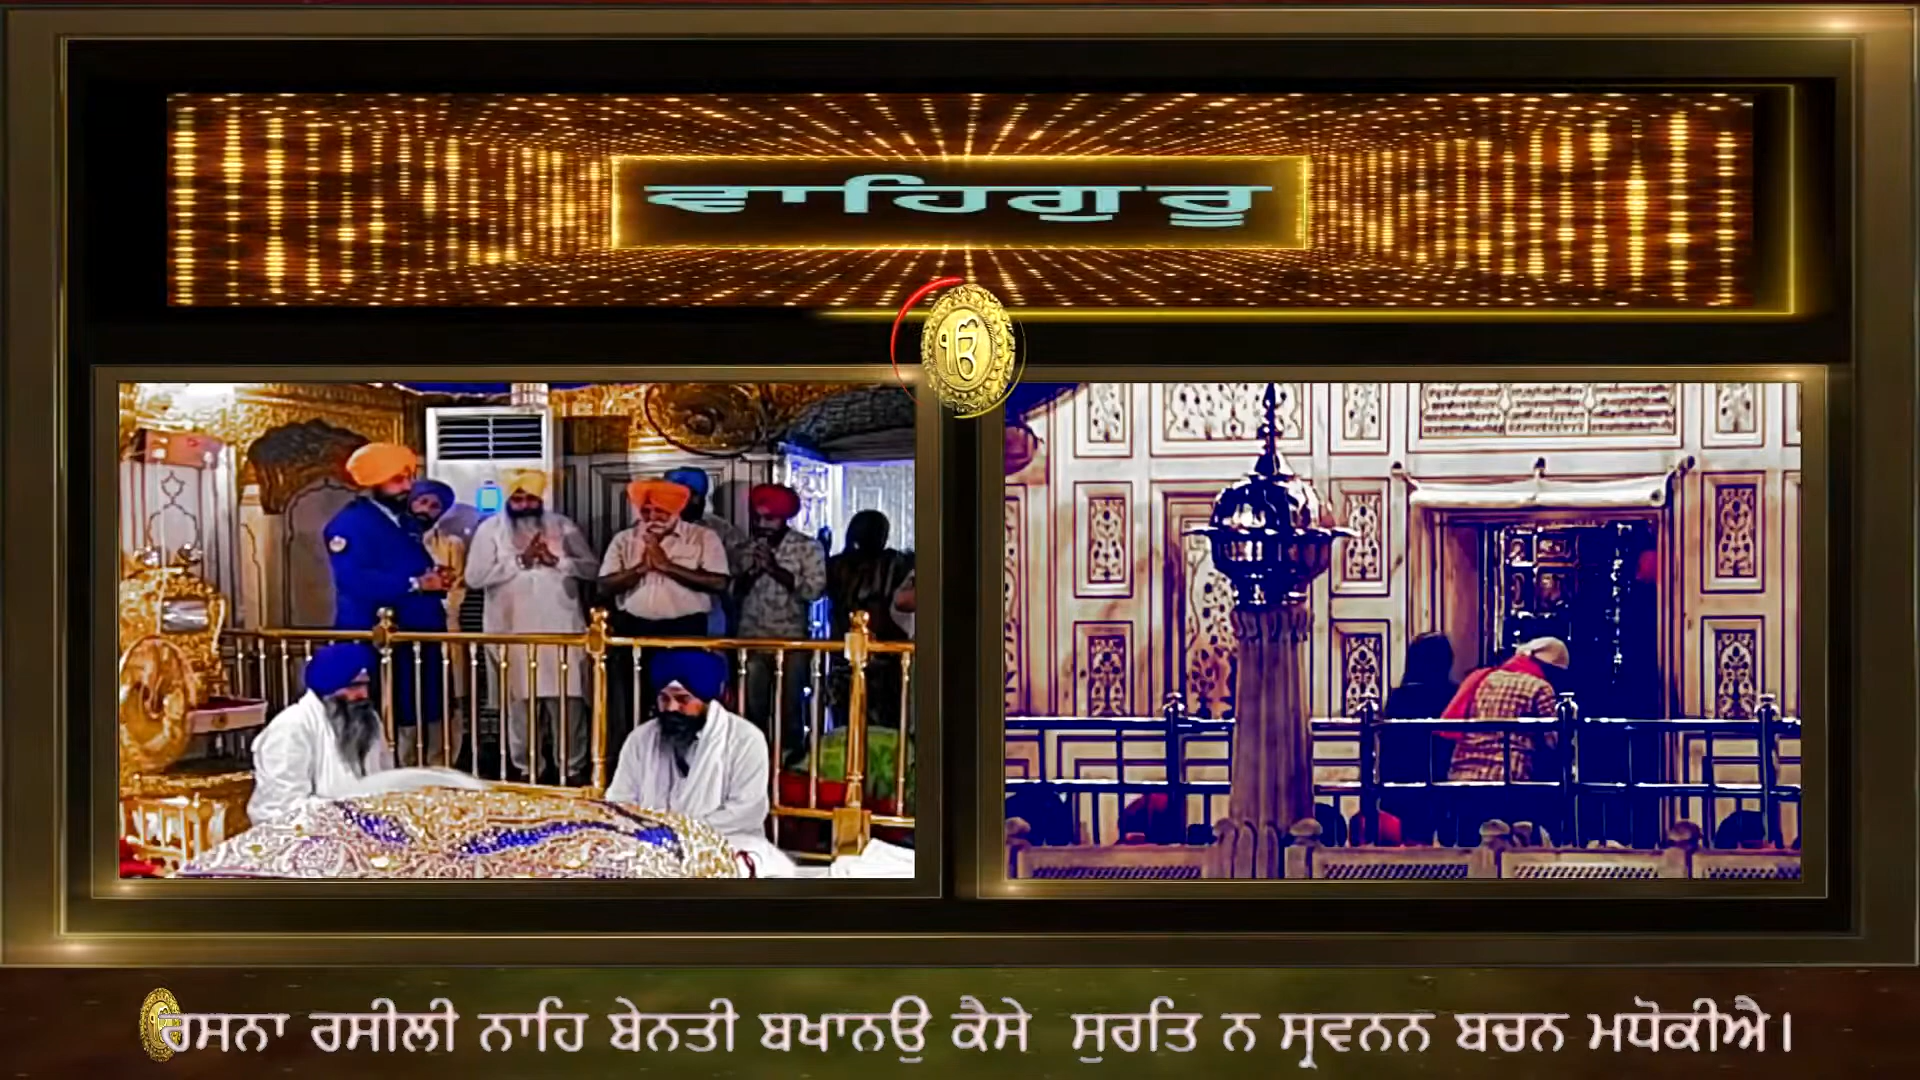 ਵਾਹਿਗੁਰੂ
ੴ
ਰਸਨਾ ਰਸੀਲੀ ਨਾਹਿ ਬੇਨਤੀ ਬਖਾਨਉ ਕੈਸੇ ਸੁਰਤਿ ਨ ਸ੍ਰਵਨਨ ਬਚਨ ਮਧੋਕੀਐ।